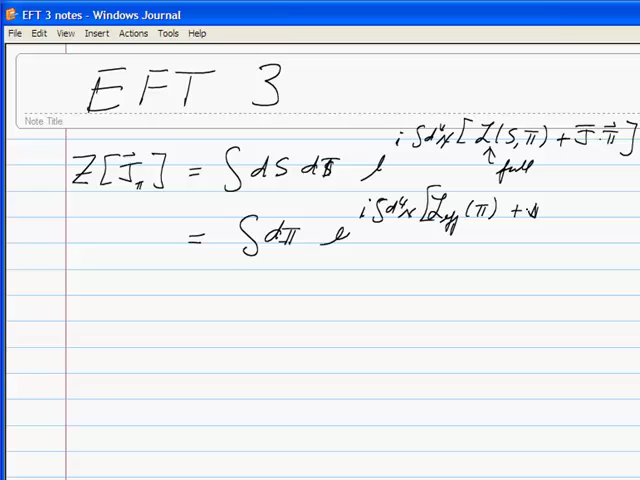 EFT 3 notes - Windows Journal
File Edit View Insert Actions Tools Help
EFT 3
Note Title
Z[J⃗_π] = ∫ dS dπ⃗ e^{i∫d⁴x[ℒ(S,π) + J⃗·π⃗]}
full
= ∫ dπ e^{i∫d⁴x[ℒ_eff(π) +